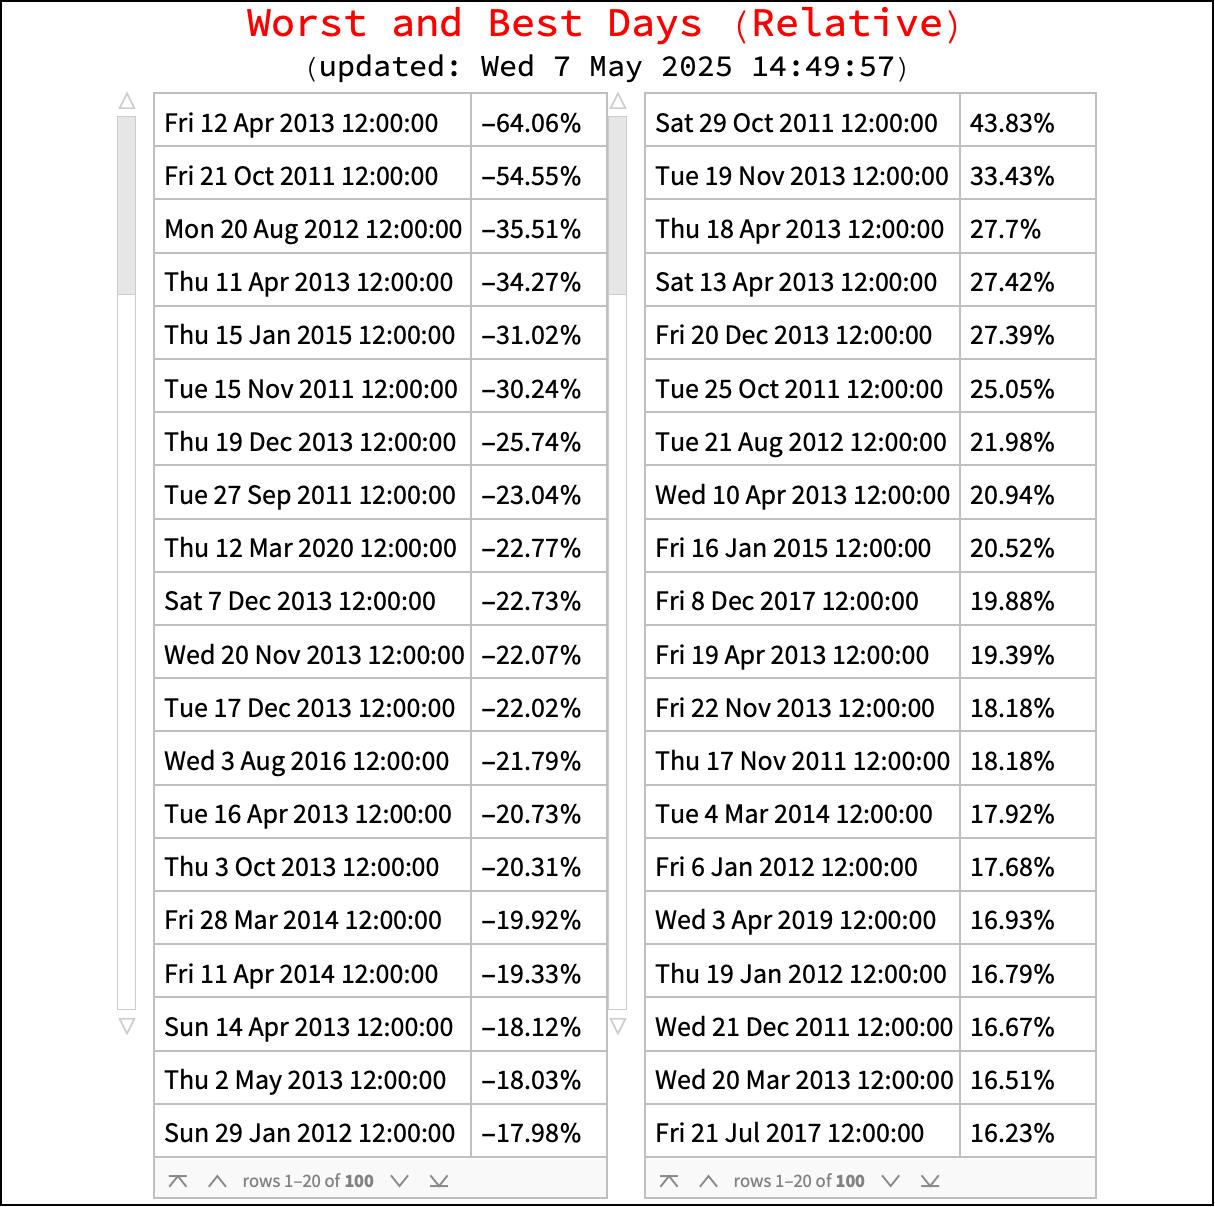 Worst and Best Days (Relative)
(updated: Wed 7 May 2025 14:49:57)
Fri 12 Apr 2013 12:00:00 −64.06%
Fri 21 Oct 2011 12:00:00 −54.55%
Mon 20 Aug 2012 12:00:00 −35.51%
Thu 11 Apr 2013 12:00:00 −34.27%
Thu 15 Jan 2015 12:00:00 −31.02%
Tue 15 Nov 2011 12:00:00 −30.24%
Thu 19 Dec 2013 12:00:00 −25.74%
Tue 27 Sep 2011 12:00:00 −23.04%
Thu 12 Mar 2020 12:00:00 −22.77%
Sat 7 Dec 2013 12:00:00 −22.73%
Wed 20 Nov 2013 12:00:00 −22.07%
Tue 17 Dec 2013 12:00:00 −22.02%
Wed 3 Aug 2016 12:00:00 −21.79%
Tue 16 Apr 2013 12:00:00 −20.73%
Thu 3 Oct 2013 12:00:00 −20.31%
Fri 28 Mar 2014 12:00:00 −19.92%
Fri 11 Apr 2014 12:00:00 −19.33%
Sun 14 Apr 2013 12:00:00 −18.12%
Thu 2 May 2013 12:00:00 −18.03%
Sun 29 Jan 2012 12:00:00 −17.98%
rows 1–20 of 100
Sat 29 Oct 2011 12:00:00 43.83%
Tue 19 Nov 2013 12:00:00 33.43%
Thu 18 Apr 2013 12:00:00 27.7%
Sat 13 Apr 2013 12:00:00 27.42%
Fri 20 Dec 2013 12:00:00 27.39%
Tue 25 Oct 2011 12:00:00 25.05%
Tue 21 Aug 2012 12:00:00 21.98%
Wed 10 Apr 2013 12:00:00 20.94%
Fri 16 Jan 2015 12:00:00 20.52%
Fri 8 Dec 2017 12:00:00 19.88%
Fri 19 Apr 2013 12:00:00 19.39%
Fri 22 Nov 2013 12:00:00 18.18%
Thu 17 Nov 2011 12:00:00 18.18%
Tue 4 Mar 2014 12:00:00 17.92%
Fri 6 Jan 2012 12:00:00 17.68%
Wed 3 Apr 2019 12:00:00 16.93%
Thu 19 Jan 2012 12:00:00 16.79%
Wed 21 Dec 2011 12:00:00 16.67%
Wed 20 Mar 2013 12:00:00 16.51%
Fri 21 Jul 2017 12:00:00 16.23%
rows 1–20 of 100